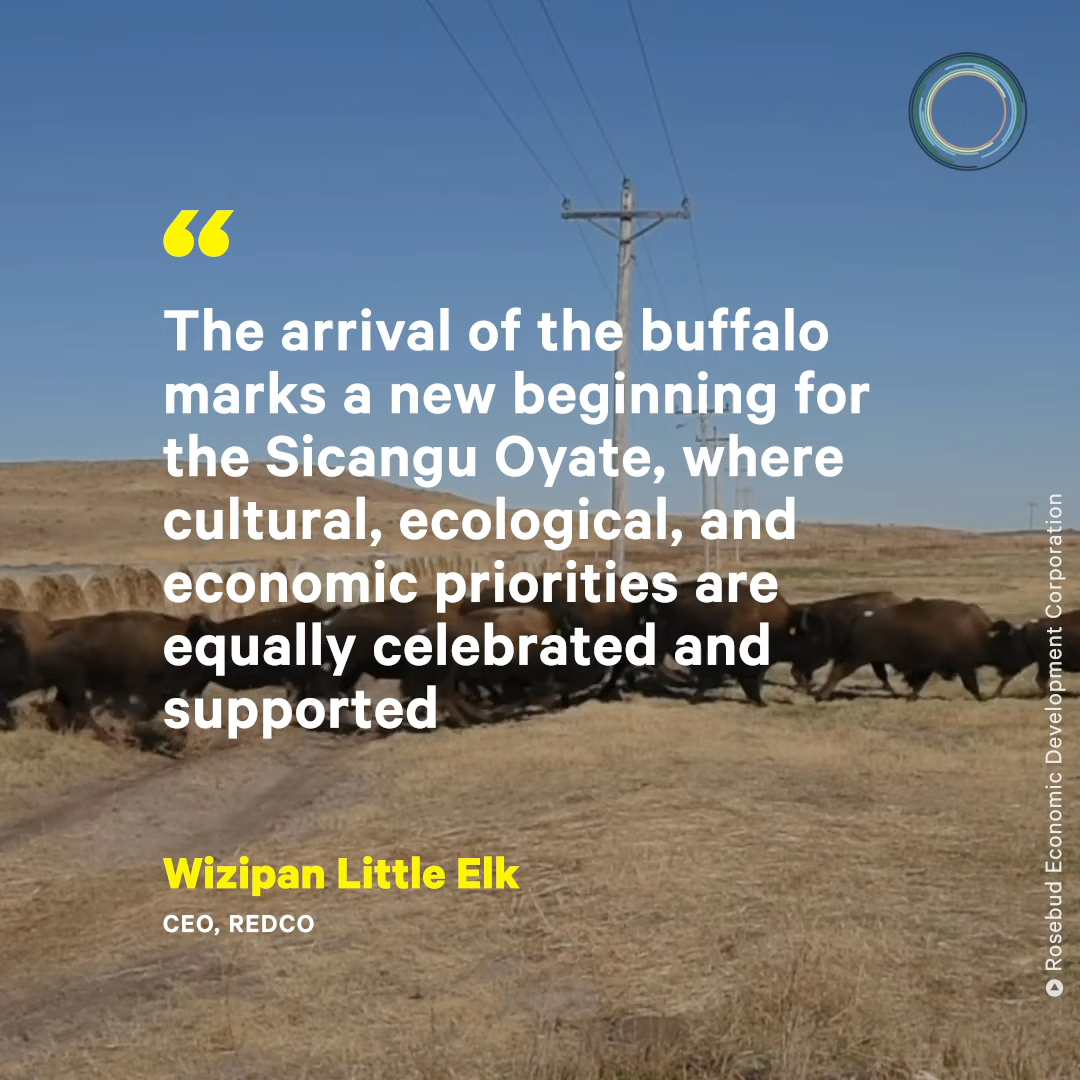 “
The arrival of the buffalo
marks a new beginning for
the Sicangu Oyate, where
cultural, ecological, and
economic priorities are
equally celebrated and
supported
Wizipan Little Elk
CEO, REDCO
Rosebud Economic Development Corporation